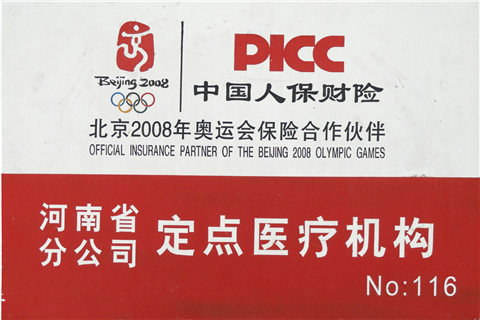 Beijing 2008
PICC
中国人保财险
北京2008年奥运会保险合作伙伴
OFFICIAL INSURANCE PARTNER OF THE BEIJING 2008 OLYMPIC GAMES
河南省
分公司
定点医疗机构
No:116